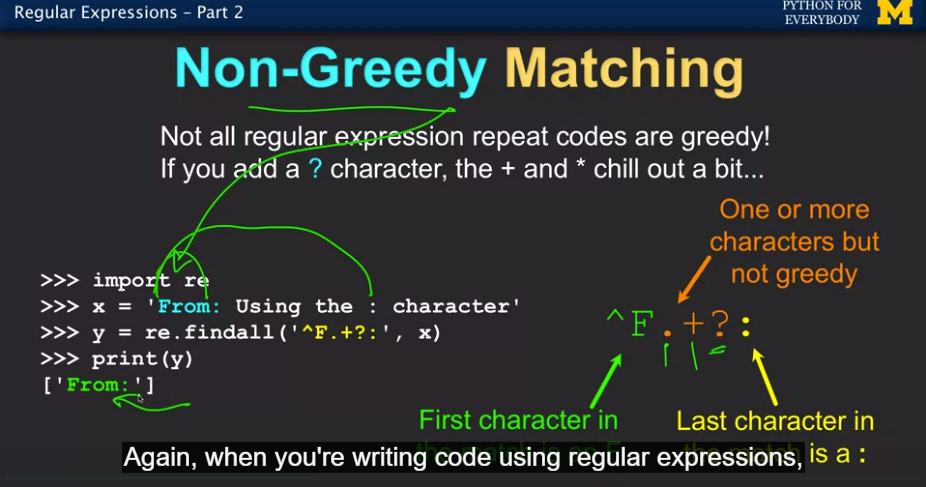 Regular Expressions - Part 2
PYTHON FOR
EVERYBODY
M
Non-Greedy Matching
Not all regular expression repeat codes are greedy!
If you add a ? character, the + and * chill out a bit...
One or more
characters but
not greedy
>>> import re
>>> x = 'From: Using the : character'
>>> y = re.findall('^F.+?:', x)
>>> print(y)
['From:']
^F.+?:
First character in
Last character in
is a :
Again, when you're writing code using regular expressions,